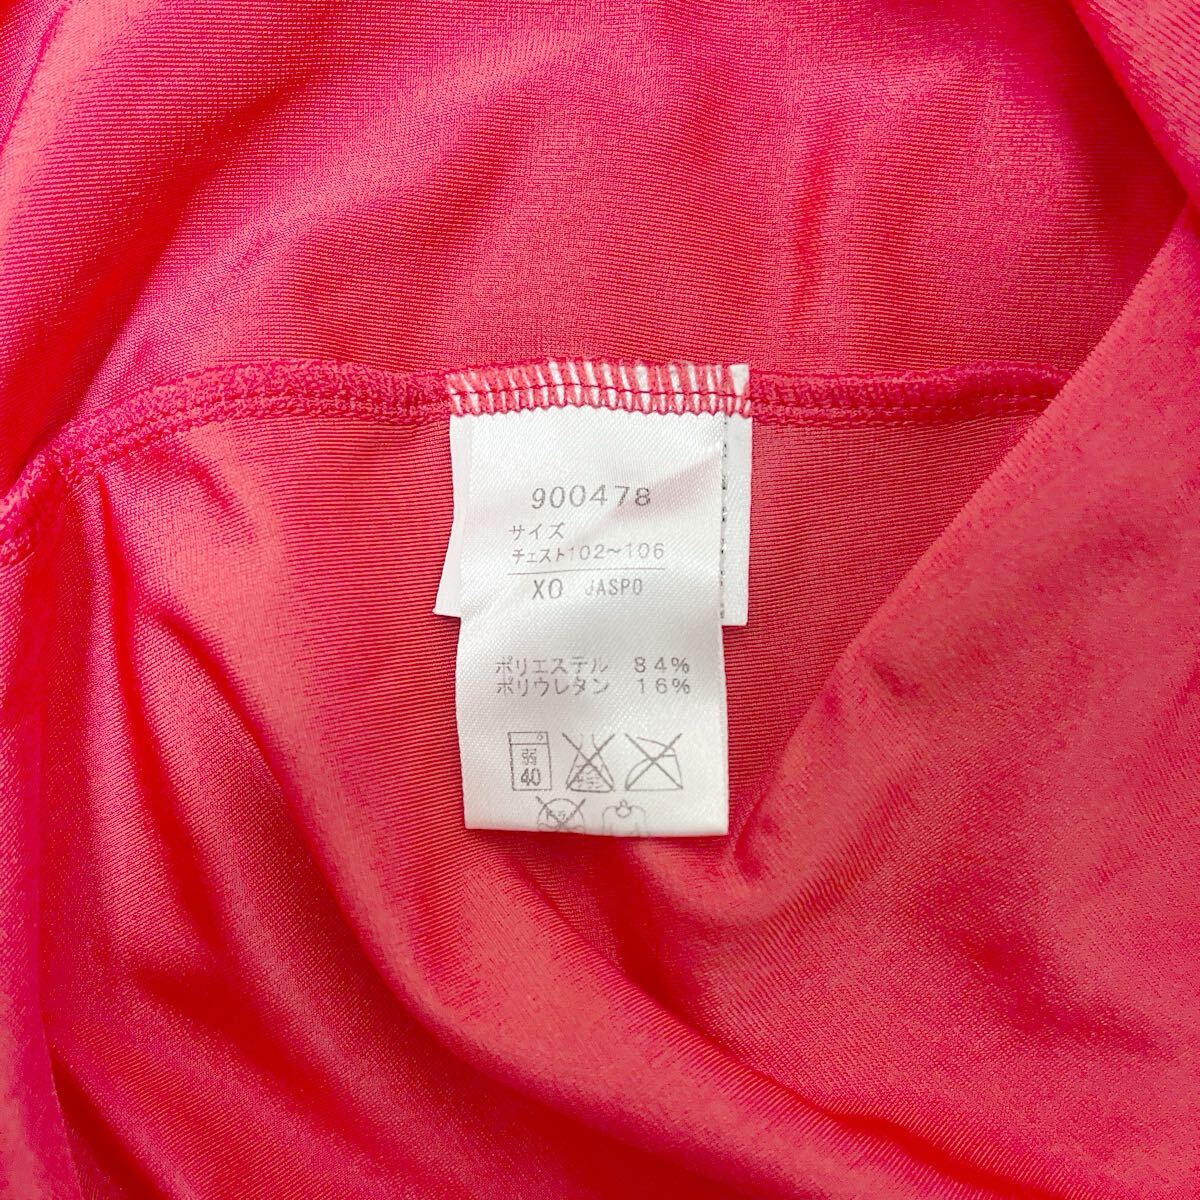 900478
サイズ
チェスト102～106
XO JASPO
ポリエステル 84%
ポリウレタン 16%
弱
40